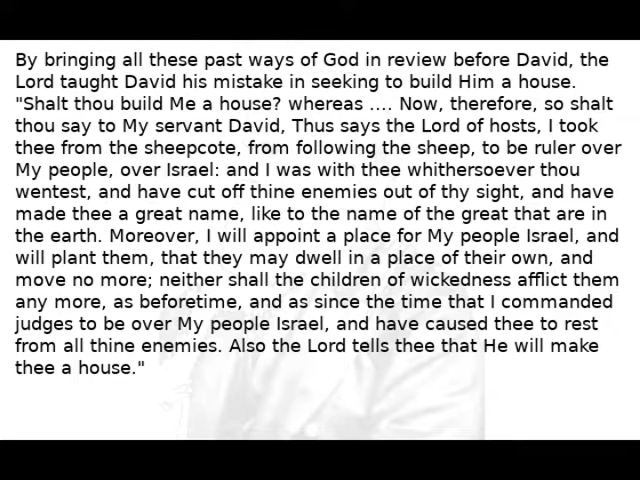 By bringing all these past ways of God in review before David, the
Lord taught David his mistake in seeking to build Him a house.
"Shalt thou build Me a house? whereas .... Now, therefore, so shalt
thou say to My servant David, Thus says the Lord of hosts, I took
thee from the sheepcote, from following the sheep, to be ruler over
My people, over Israel: and I was with thee whithersoever thou
wentest, and have cut off thine enemies out of thy sight, and have
made thee a great name, like to the name of the great that are in
the earth. Moreover, I will appoint a place for My people Israel, and
will plant them, that they may dwell in a place of their own, and
move no more; neither shall the children of wickedness afflict them
any more, as beforetime, and as since the time that I commanded
judges to be over My people Israel, and have caused thee to rest
from all thine enemies. Also the Lord tells thee that He will make
thee a house."